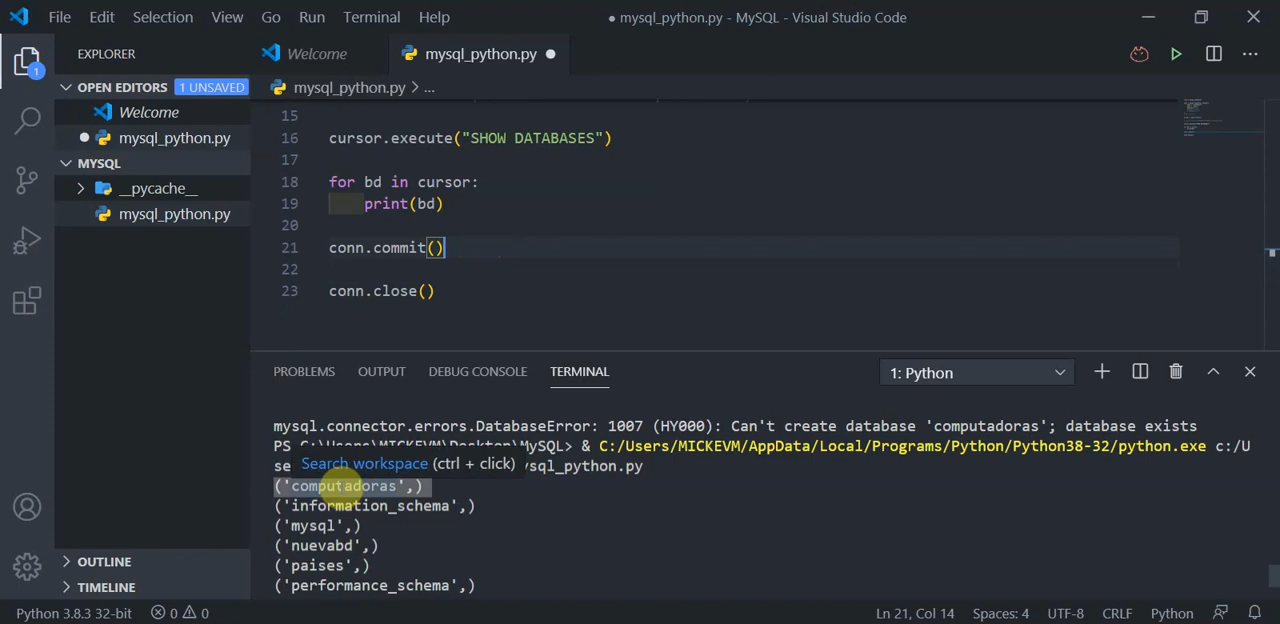 File Edit Selection View Go Run Terminal Help ● mysql_python.py - MySQL - Visual Studio Code
EXPLORER
OPEN EDITORS 1 UNSAVED
Welcome
mysql_python.py
MYSQL
__pycache__
mysql_python.py
OUTLINE
TIMELINE
1
Welcome mysql_python.py ●
mysql_python.py > ...
15
16 cursor.execute("SHOW DATABASES")
17
18 for bd in cursor:
19 print(bd)
20
21 conn.commit()
22
23 conn.close()
PROBLEMS OUTPUT DEBUG CONSOLE TERMINAL 1: Python
mysql.connector.errors.DatabaseError: 1007 (HY000): Can't create database 'computadoras'; database exists
PS C:\Users\MICKEVM\Desktop\MySQL> & C:/Users/MICKEVM/AppData/Local/Programs/Python/Python38-32/python.exe c:/U
Search workspace (ctrl + click)
se ysql_python.py
('computadoras',)
('information_schema',)
('mysql',)
('nuevabd',)
('paises',)
('performance_schema',)
Python 3.8.3 32-bit 0 0 Ln 21, Col 14 Spaces: 4 UTF-8 CRLF Python